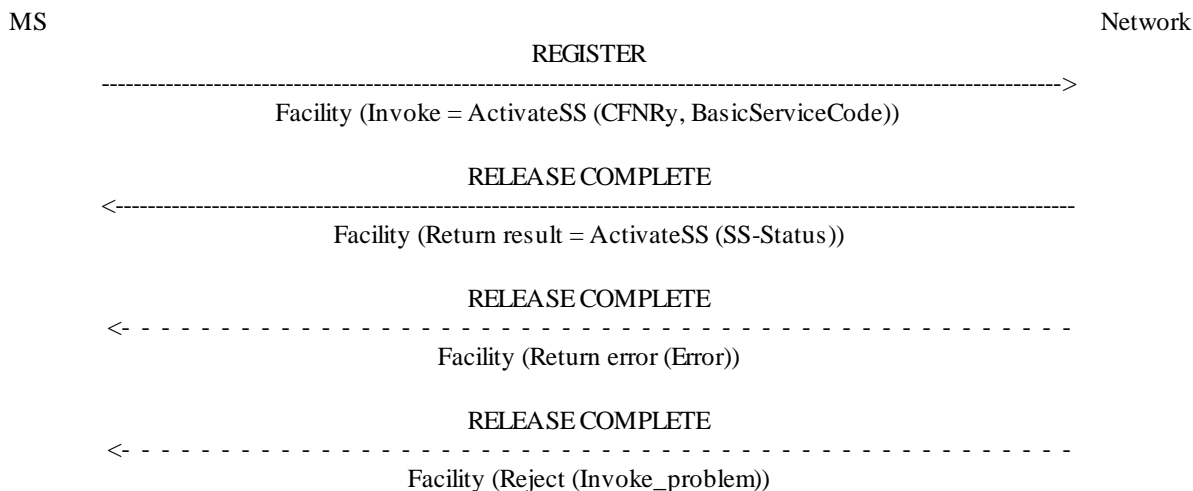 MS Network
REGISTER
Facility (Invoke = ActivateSS (CFNRy, BasicServiceCode))
RELEASE COMPLETE
Facility (Return result = ActivateSS (SS-Status))
RELEASE COMPLETE
Facility (Return error (Error))
RELEASE COMPLETE
Facility (Reject (Invoke_problem))